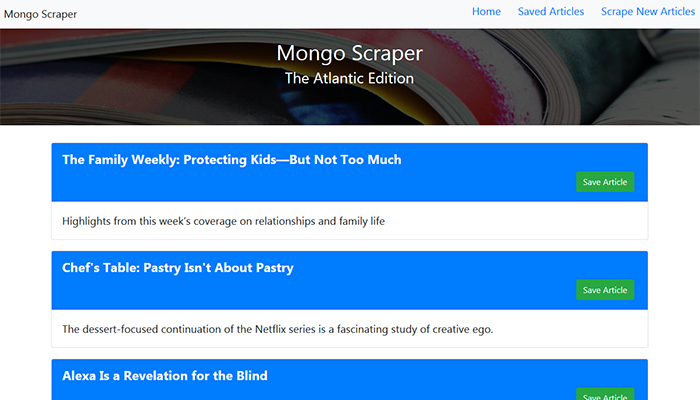 Mongo Scraper
Home Saved Articles Scrape New Articles
Mongo Scraper
The Atlantic Edition
The Family Weekly: Protecting Kids—But Not Too Much
Save Article
Highlights from this week's coverage on relationships and family life
Chef's Table: Pastry Isn't About Pastry
Save Article
The dessert-focused continuation of the Netflix series is a fascinating study of creative ego.
Alexa Is a Revelation for the Blind
Save Article